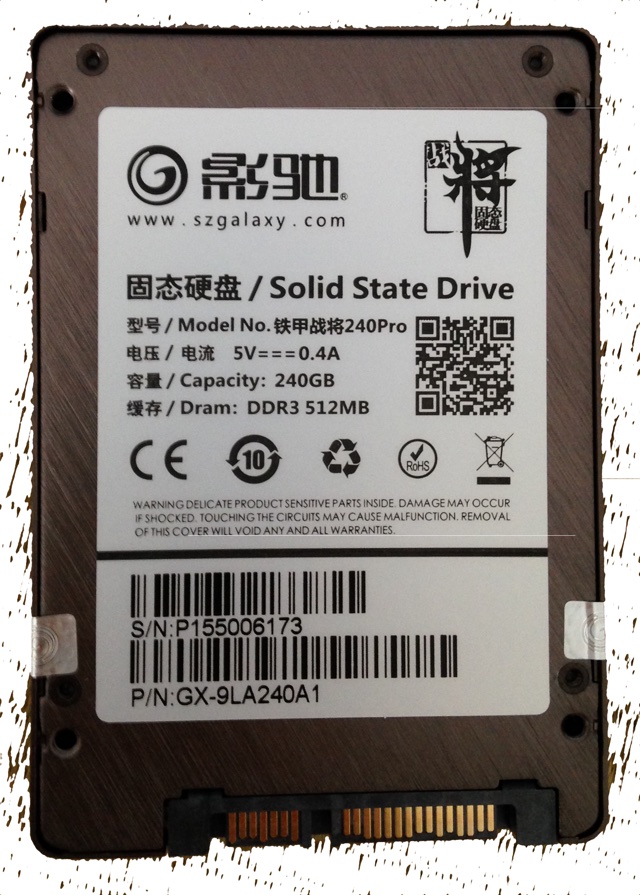 影驰®
www.szgalaxy.com
战
将
固态
硬盘
固态硬盘 / Solid State Drive
型号 / Model No. 铁甲战将240Pro
电压 / 电流 5V===0.4A
容量 / Capacity: 240GB
缓存 / Dram: DDR3 512MB
CE
10
RoHS
WARNING DELICATE PRODUCT SENSITIVE PARTS INSIDE. DAMAGE MAY OCCUR
IF SHOCKED. TOUCHING THE CIRCUITS MAY CAUSE MALFUNCTION. REMOVAL
OF THIS COVER WILL VOID ANY AND ALL WARRANTIES.
S/N:P155006173
P/N:GX-9LA240A1